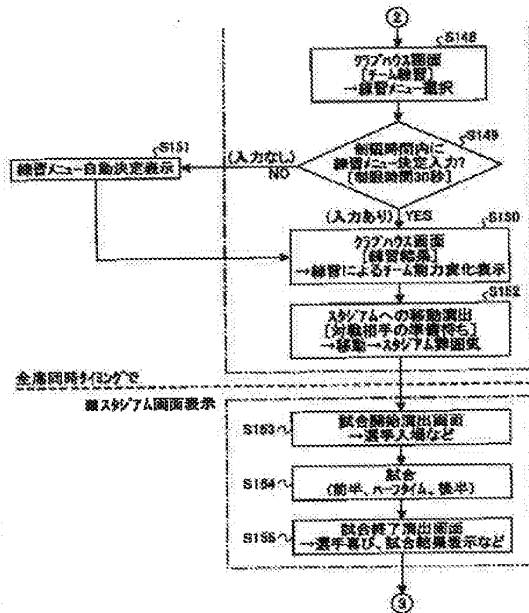 ②
S148
クラブハウス画面
[チーム練習]
→練習メニュー選択
S149
制限時間内に
練習メニュー決定入力?
[制限時間30秒]
(入力なし)
NO
S151
練習メニュー自動決定表示
(入力あり)
YES
S150
クラブハウス画面
[練習結果]
→練習によるチーム能力変化表示
S152
スタジアムへの移動演出
[対戦相手の準備待ち]
→移動→スタジアム雰囲気
全席同時タイミングで
■スタジアム画面表示
S153
試合開始演出画面
→選手入場など
S154
試合
(前半、ハーフタイム、後半)
S155
試合終了演出画面
→選手喜び、試合結果表示など
③